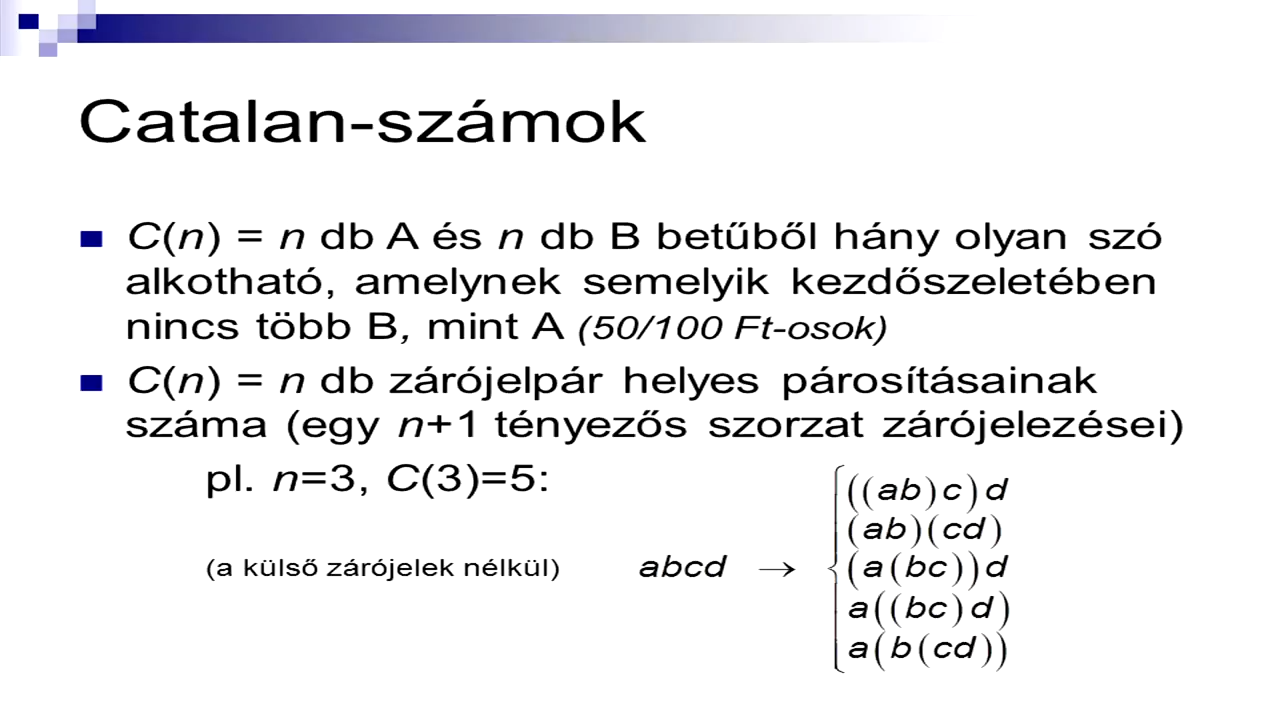 Catalan-számok
C(n) = n db A és n db B betűből hány olyan szó
alkotható, amelynek semelyik kezdőszeletében
nincs több B, mint A (50/100 Ft-osok)
C(n) = n db zárójelpár helyes párosításainak
száma (egy n+1 tényezős szorzat zárójelezései)
pl. n=3, C(3)=5:
((ab)c)d
(ab)(cd)
(a külső zárójelek nélkül) abcd → (a(bc))d
a((bc)d)
a(b(cd))